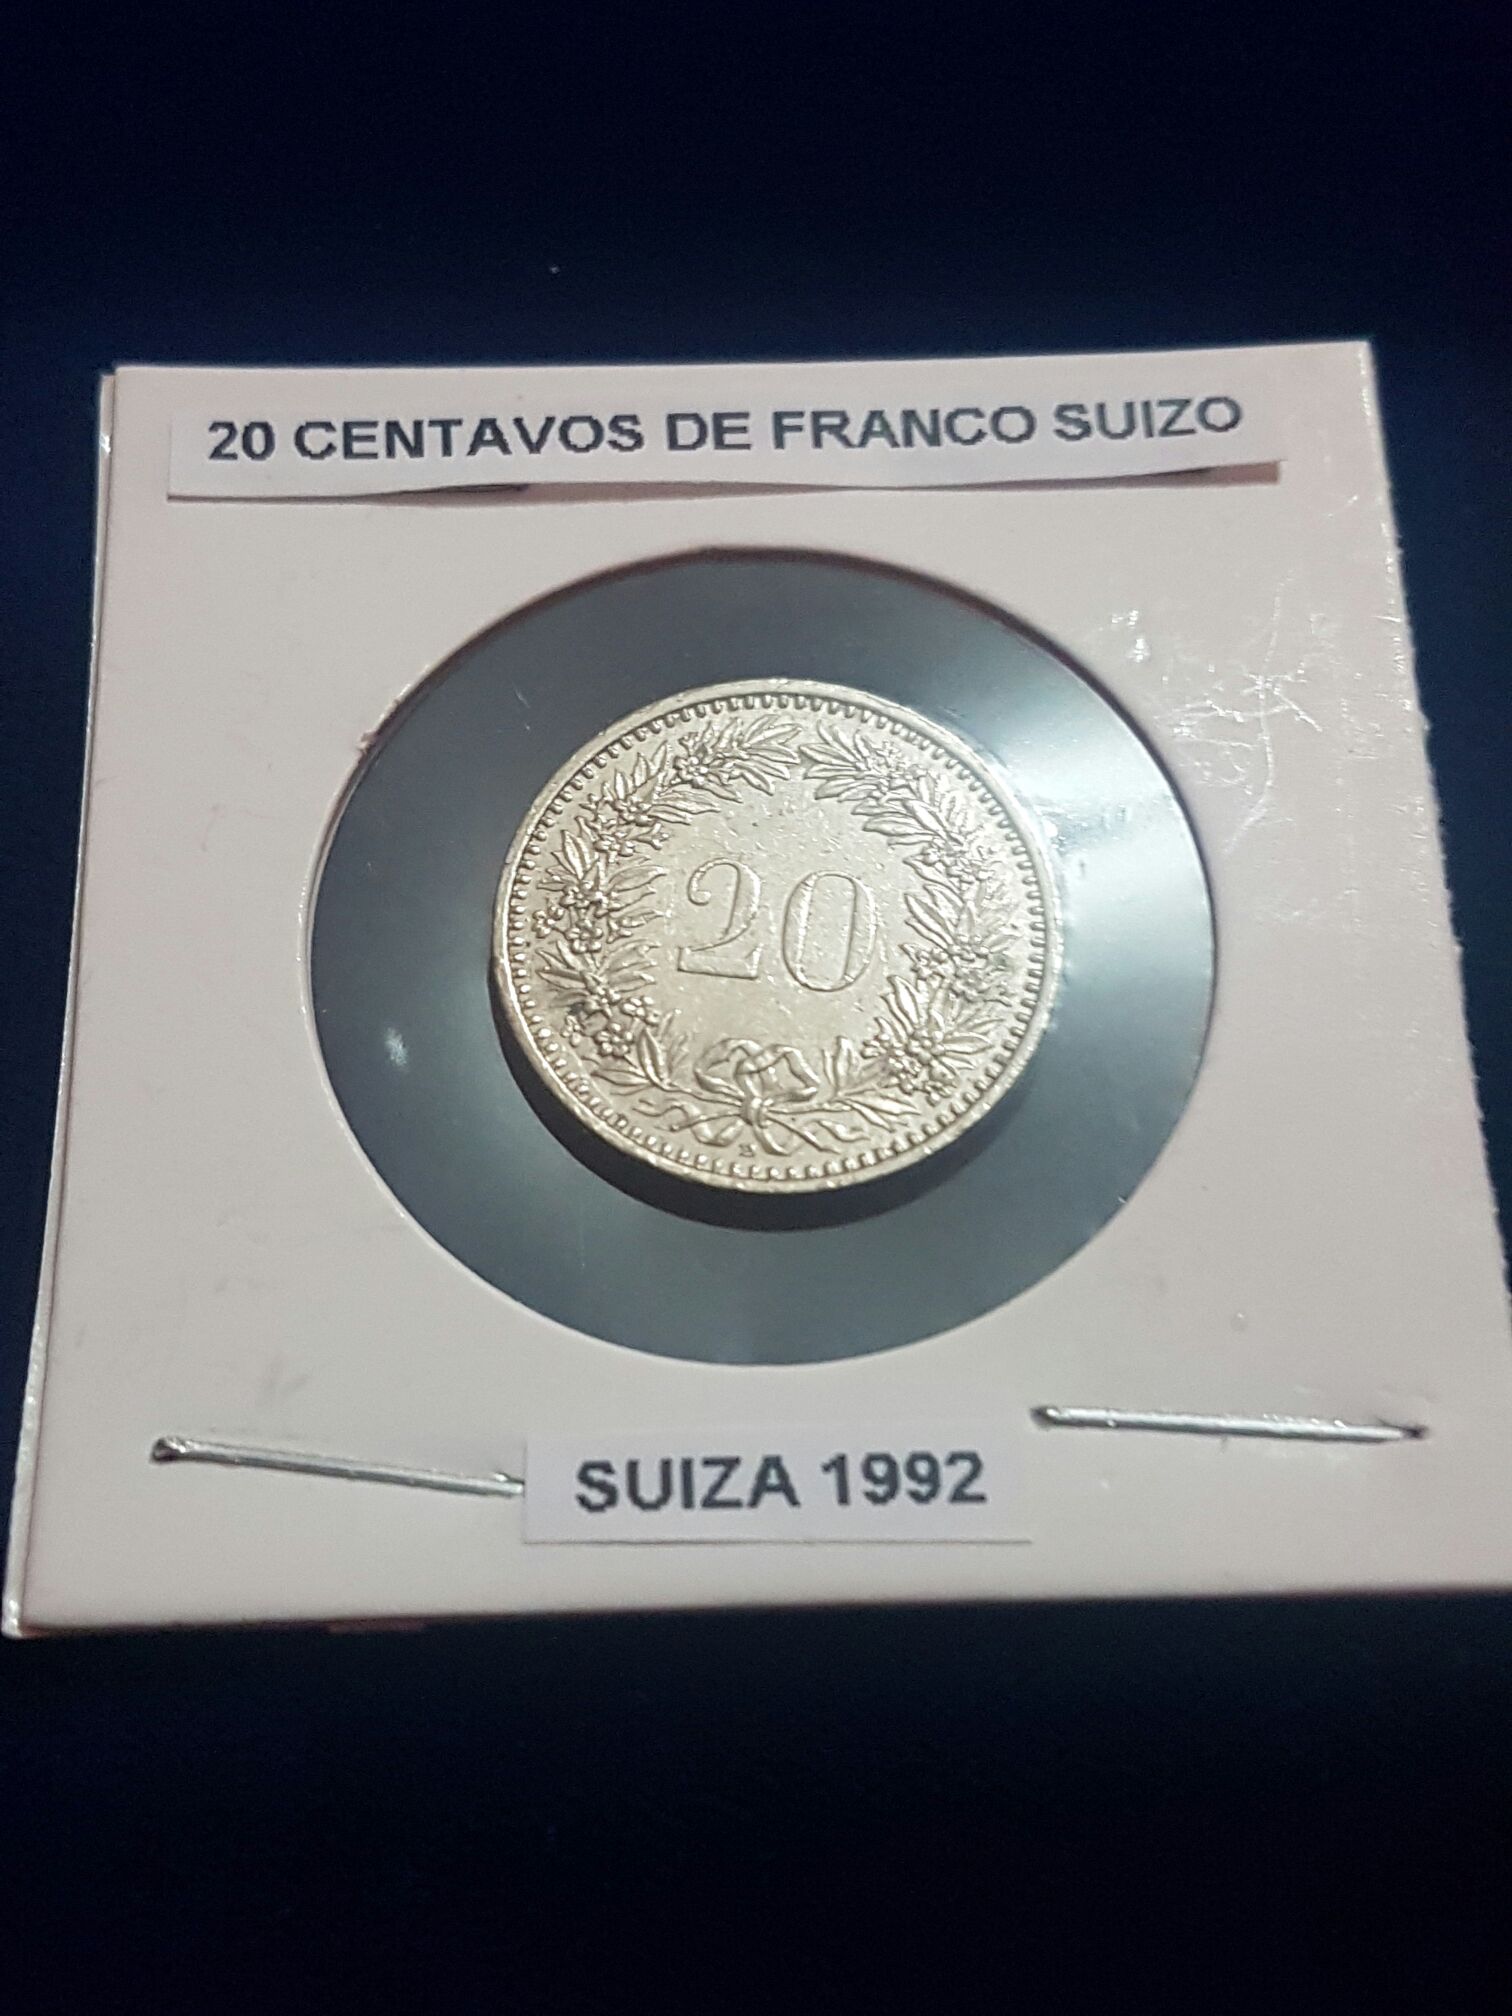 20 CENTAVOS DE FRANCO SUIZO
20
B
SUIZA 1992